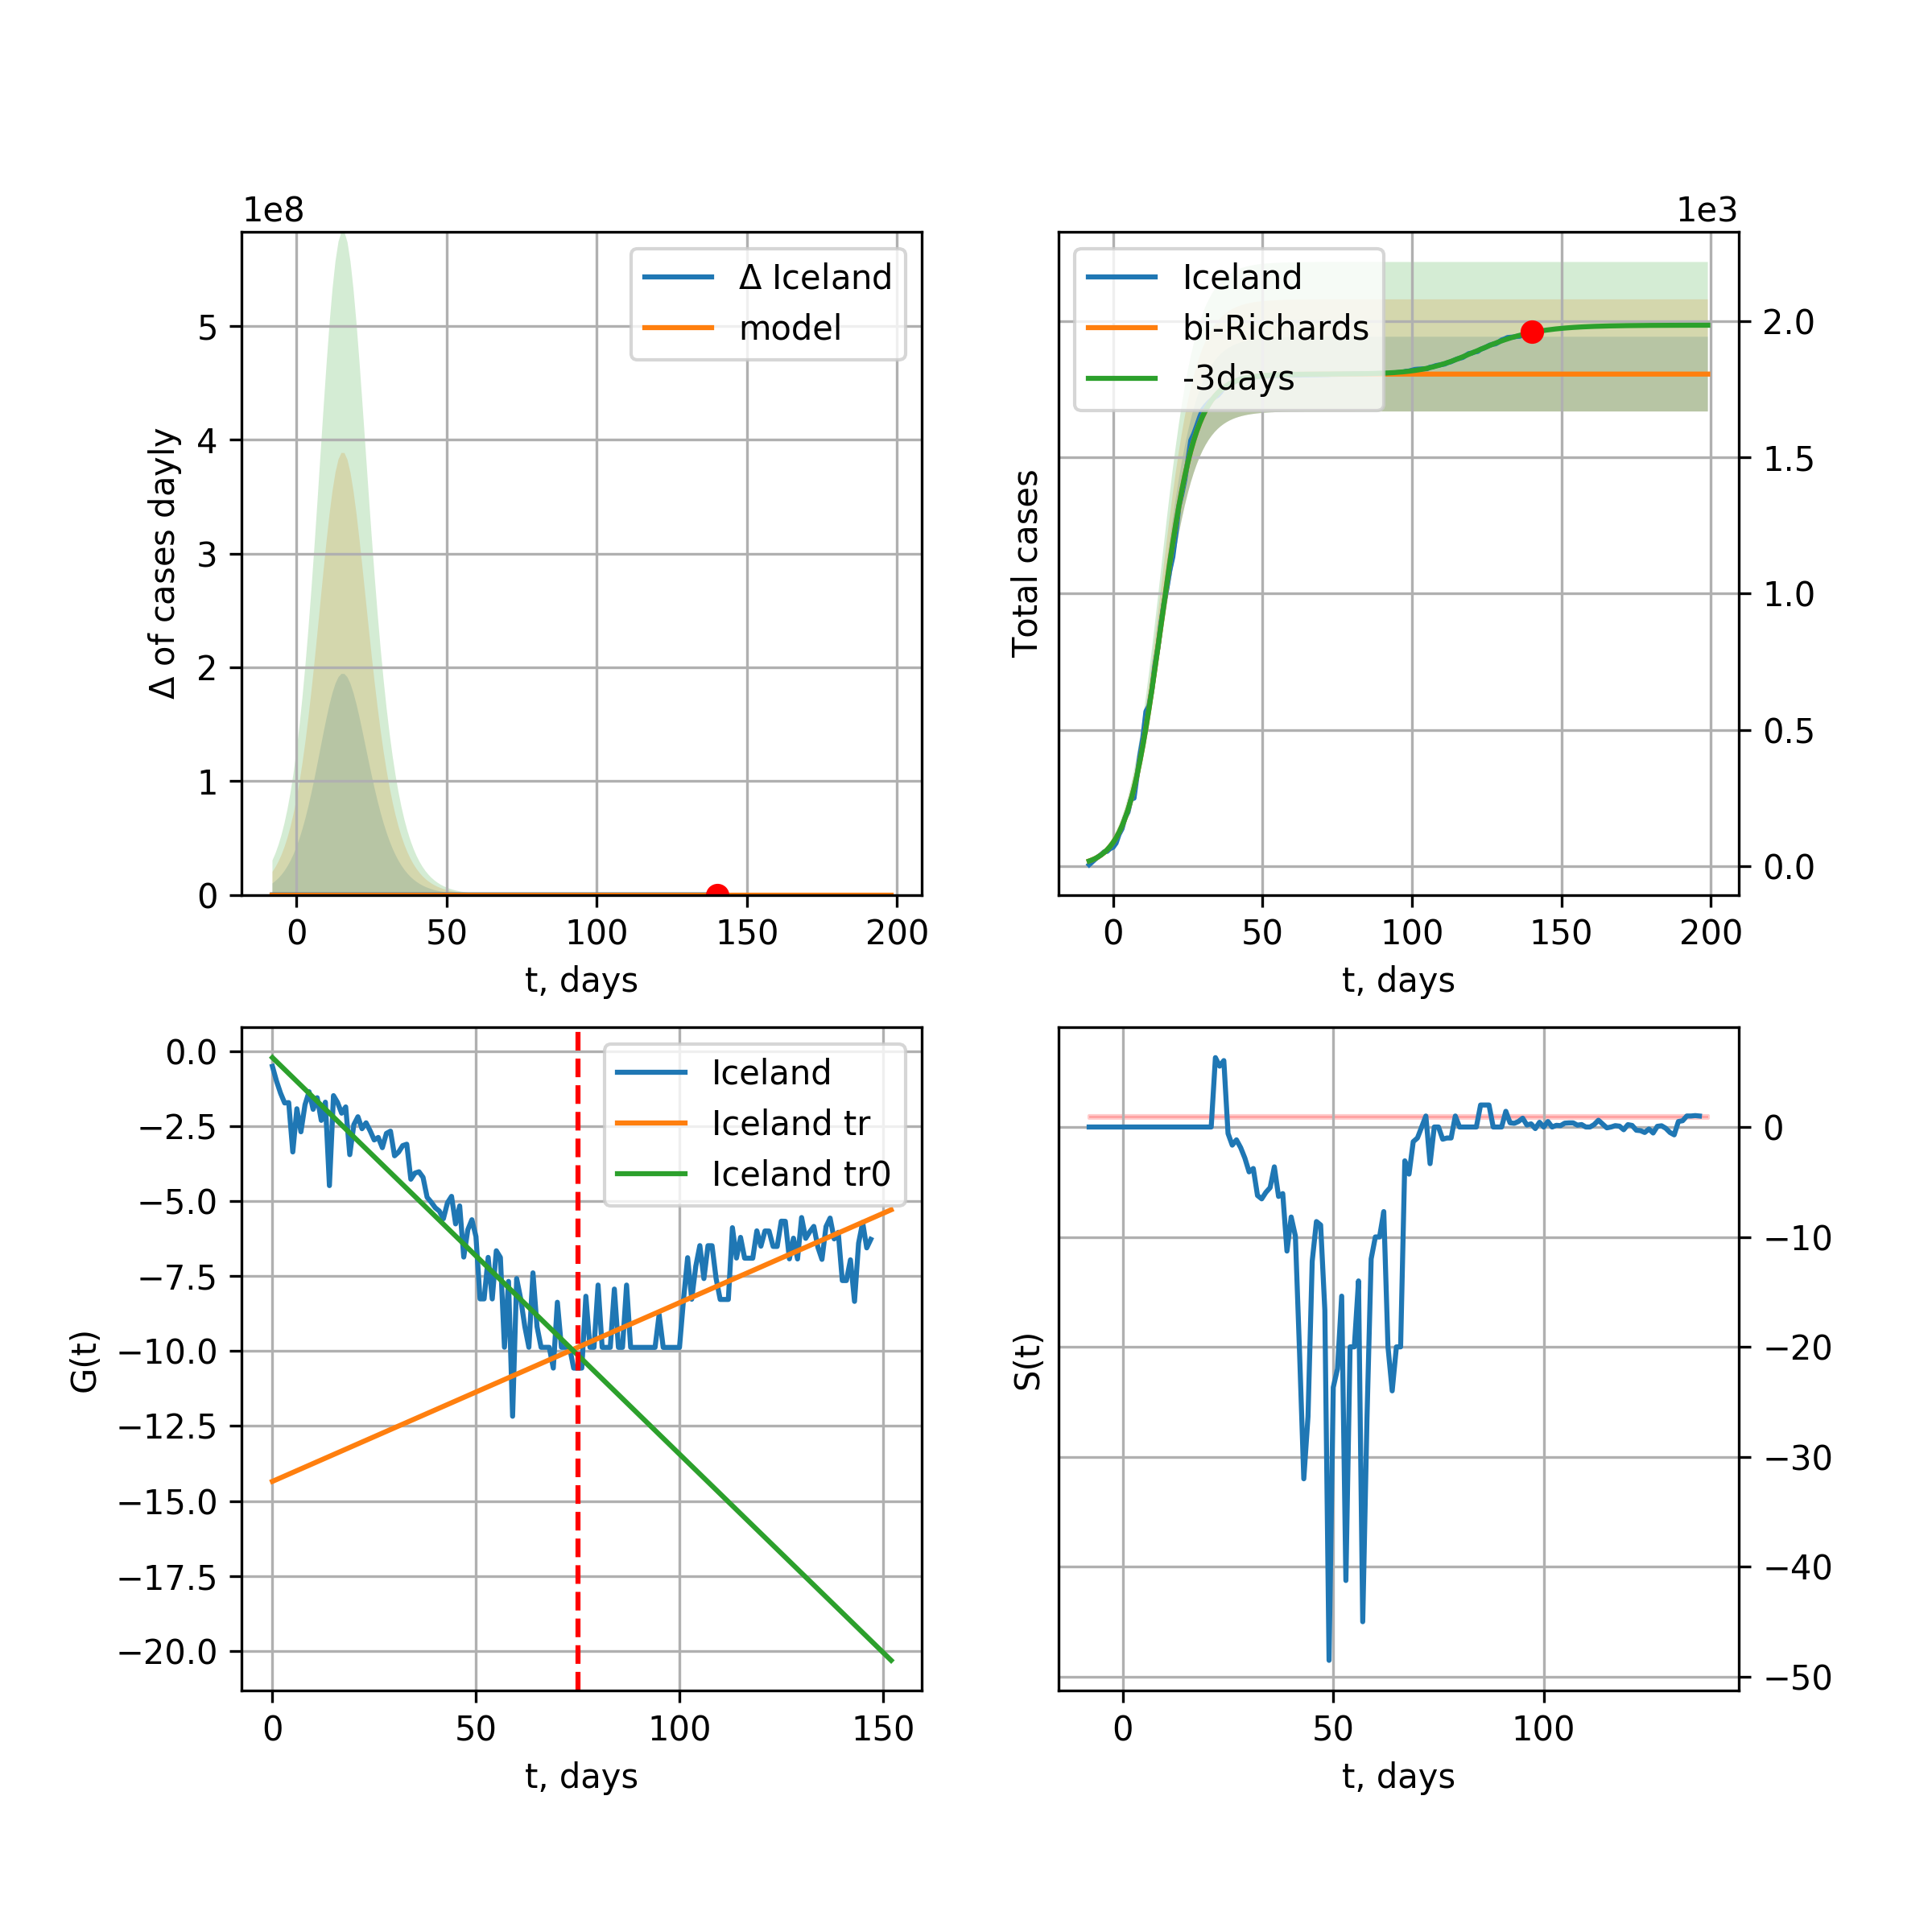 1e8
Δ of cases dayly
5
4
3
2
1
0
Δ Iceland
model
0 50 100 150 200
t, days
1e3
Total cases
Iceland
bi-Richards
-3days
2.0
1.5
1.0
0.5
0.0
0 50 100 150 200
t, days
G(t)
0.0
−2.5
−5.0
−7.5
−10.0
−12.5
−15.0
−17.5
−20.0
Iceland
Iceland tr
Iceland tr0
0 50 100 150
t, days
S(t)
0
−10
−20
−30
−40
−50
0 50 100
t, days